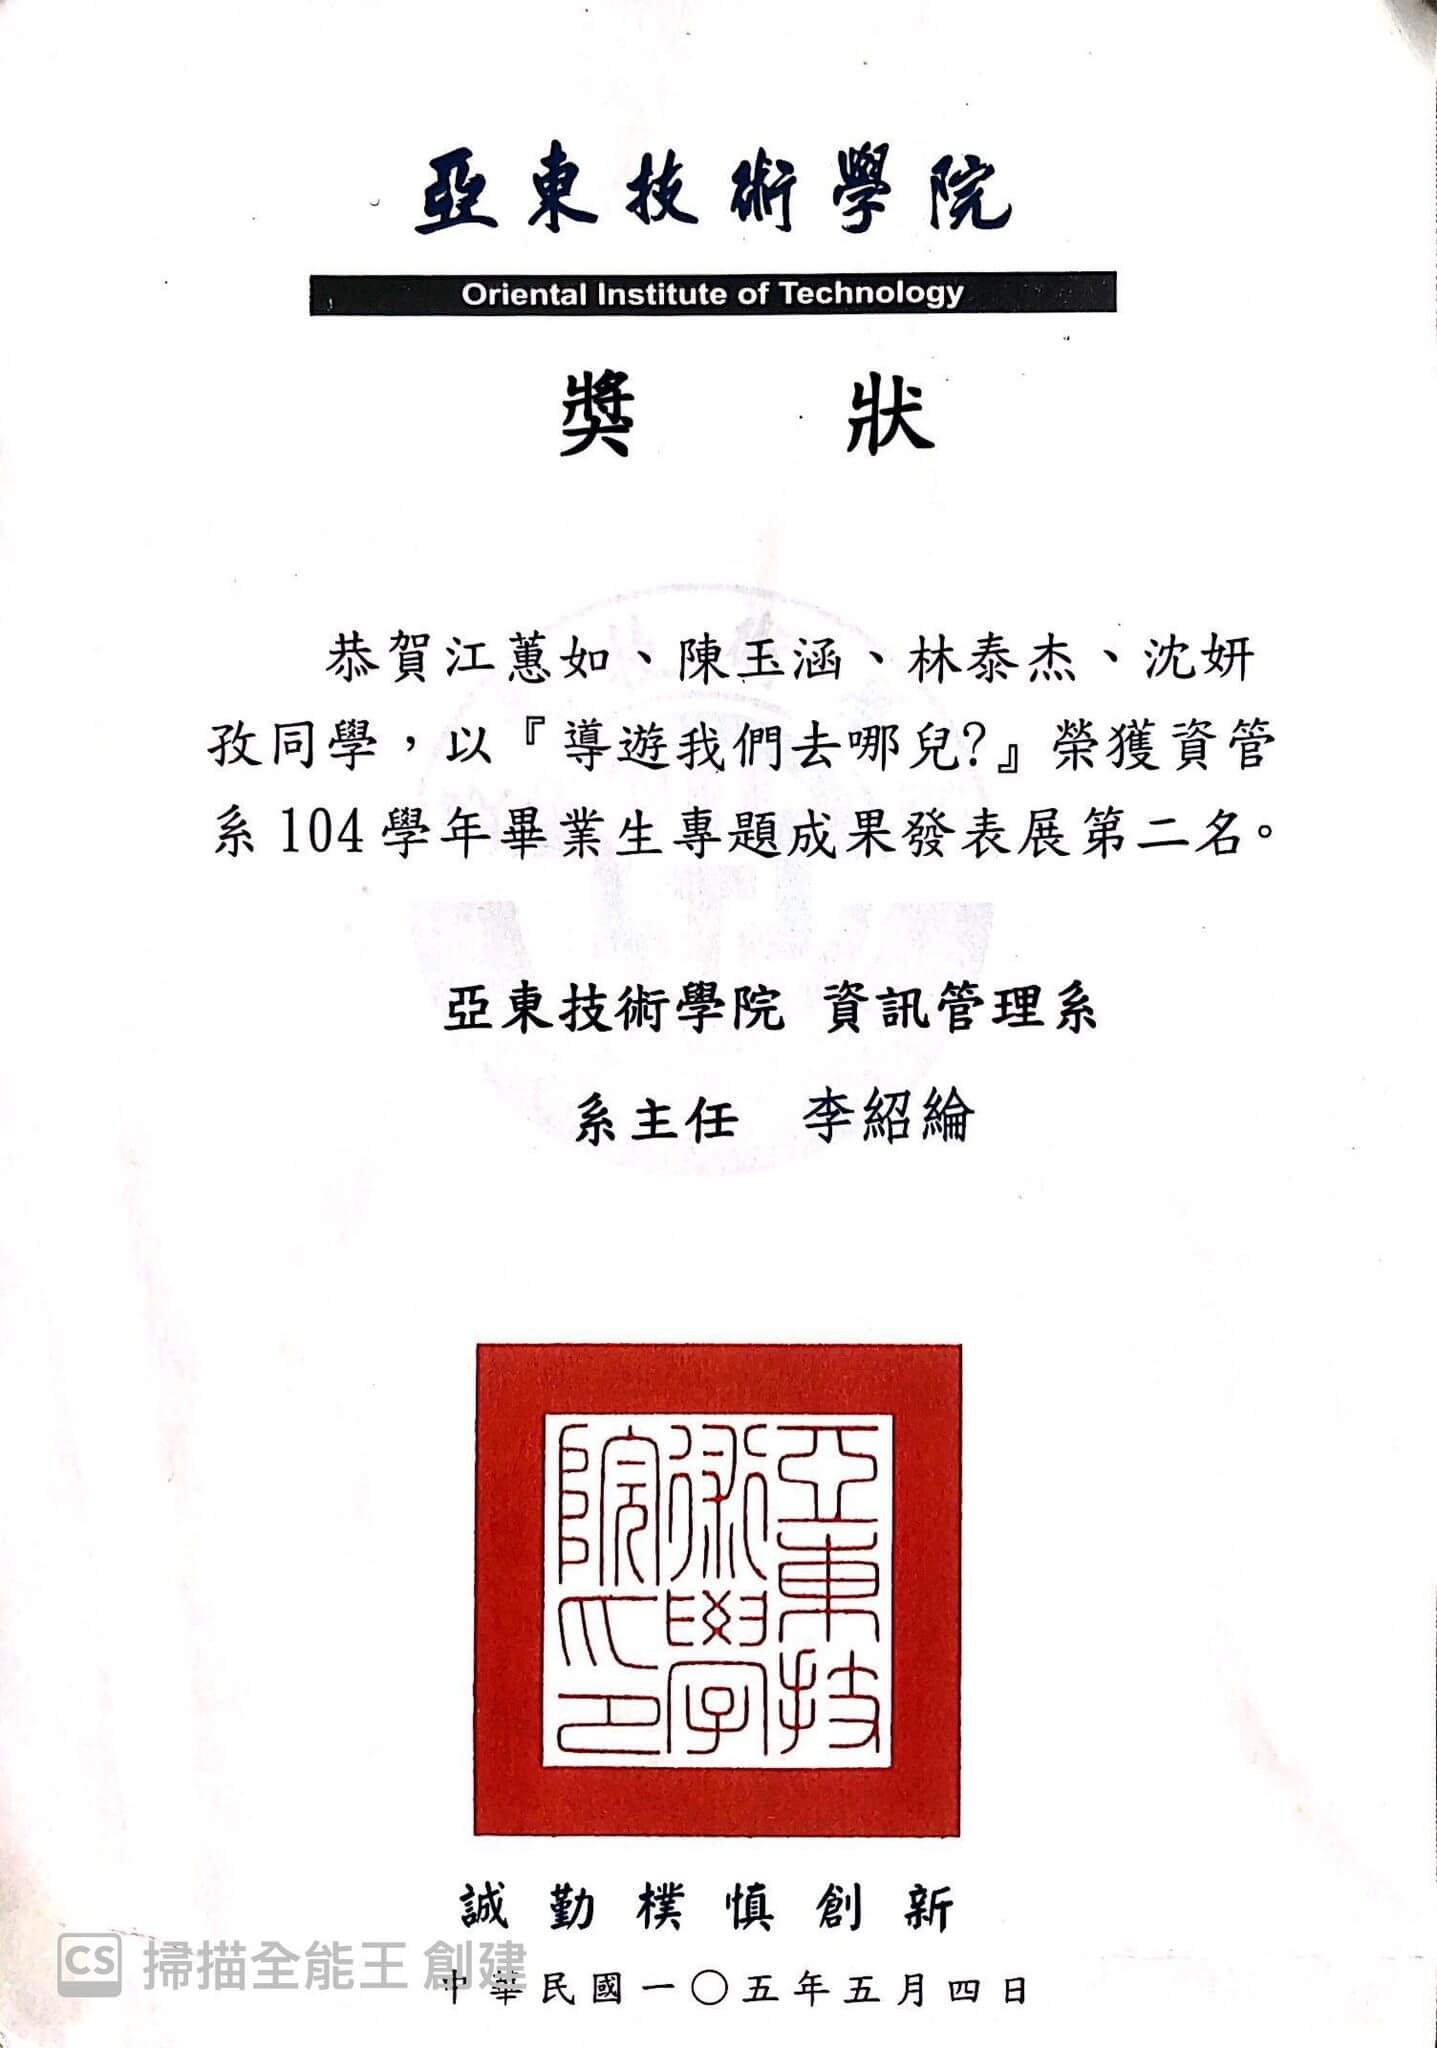 亞東技術學院
Oriental Institute of Technology
獎 狀
恭賀江蕙如、陳玉涵、林泰杰、沈妍
孜同學，以『導遊我們去哪兒?』榮獲資管
系104學年畢業生專題成果發表展第二名。
亞東技術學院 資訊管理系
系主任 李紹綸
亞東技
術學
院印
誠勤樸慎創新
CS 掃描全能王 創建
中華民國一〇五年五月四日